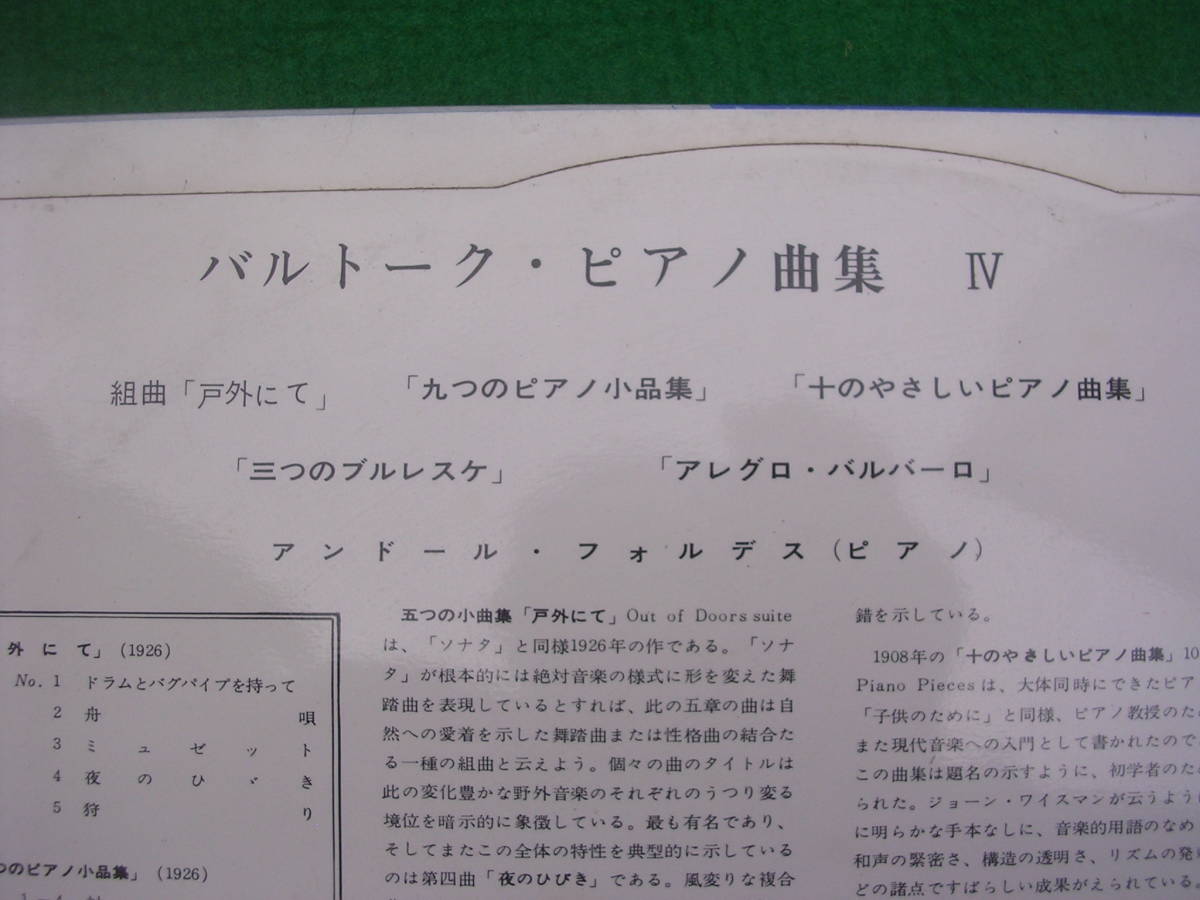 バルトーク・ピアノ曲集 Ⅳ
組曲「戸外にて」 「九つのピアノ小品集」 「十のやさしいピアノ曲集」
「三つのブルレスケ」 「アレグロ・バルバーロ」
アンドール・フォルデス(ピアノ)
外にて」(1926)
No. 1 ドラムとバグパイプを持って
2 舟唄
3 ミュゼット
4 夜のひゞき
5 狩り
つのピアノ小品集」(1926)
五つの小曲集「戸外にて」Out of Doors suite
は、「ソナタ」と同様1926年の作である。「ソナ
タ」が根本的には絶対音楽の様式に形を変えた舞
踏曲を表現しているとすれば、此の五章の曲は自
然への愛着を示した舞踏曲または性格曲の結合た
る一種の組曲と云えよう。個々の曲のタイトルは
此の変化豊かな野外音楽のそれぞれのうつり変る
境位を暗示的に象徴している。最も有名であり、
そしてまたこの全体の特性を典型的に示している
のは第四曲「夜のひびき」である。風変りな複合
錯を示している。
1908年の「十のやさしいピアノ曲集」10
Piano Piecesは、大体同時にできたピア
「子供のために」と同様、ピアノ教授のた
また現代音楽への入門として書かれたので
この曲集は題名の示すように、初学者のため
られた。ジョーン・ワイスマンが云うように
に明らかな手本なしに、音楽的用語のなめ
和声の緊密さ、構造の透明さ、リズムの発
どの諸点ですばらしい成果がえられている。